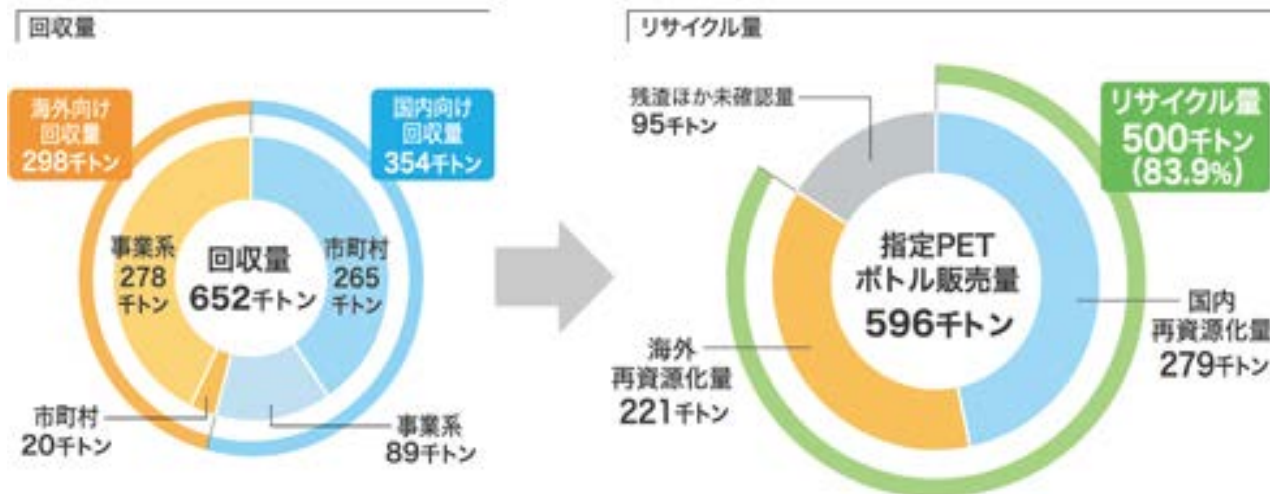 回収量
海外向け
回収量
298千トン
国内向け
回収量
354千トン
事業系
278
千トン
回収量
652千トン
市町村
265
千トン
市町村
20千トン
事業系
89千トン
リサイクル量
残渣ほか未確認量
95千トン
リサイクル量
500千トン
(83.9%)
指定PET
ボトル販売量
596千トン
国内
再資源化量
279千トン
海外
再資源化量
221千トン